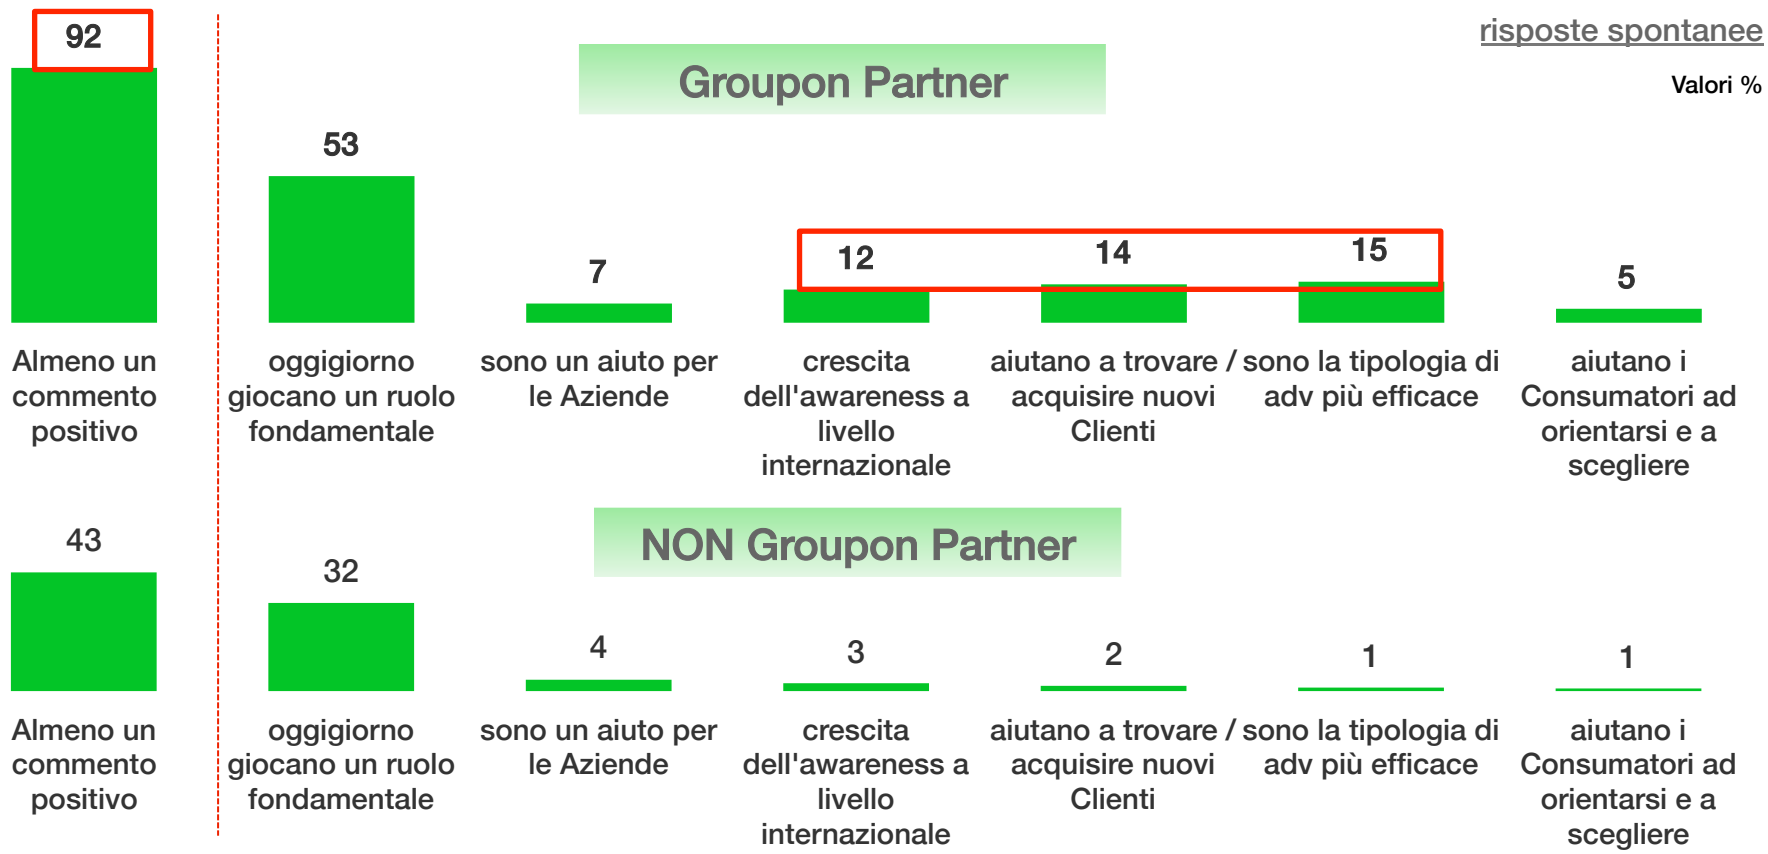 92
risposte spontanee
Groupon Partner
Valori %
53
7
12
14
15
5
Almeno un
commento
positivo
oggigiorno
giocano un ruolo
fondamentale
sono un aiuto per
le Aziende
crescita
dell'awareness a
livello
internazionale
aiutano a trovare /
acquisire nuovi
Clienti
sono la tipologia di
adv più efficace
aiutano i
Consumatori ad
orientarsi e a
scegliere
NON Groupon Partner
43
32
4
3
2
1
1
Almeno un
commento
positivo
oggigiorno
giocano un ruolo
fondamentale
sono un aiuto per
le Aziende
crescita
dell'awareness a
livello
internazionale
aiutano a trovare /
acquisire nuovi
Clienti
sono la tipologia di
adv più efficace
aiutano i
Consumatori ad
orientarsi e a
scegliere